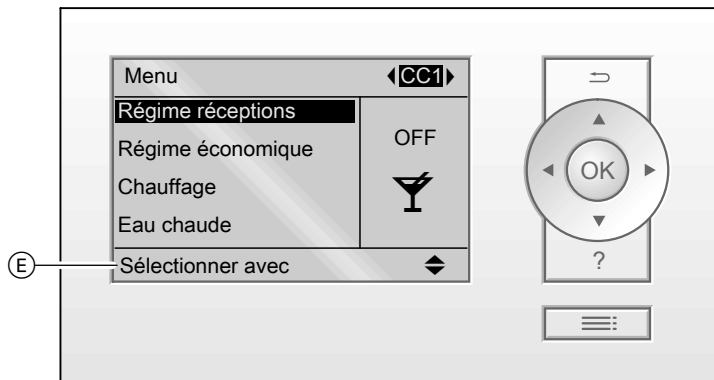 Menu CC1
Régime réceptions
Régime économique
OFF
Chauffage
Eau chaude
Sélectionner avec
E
OK
?